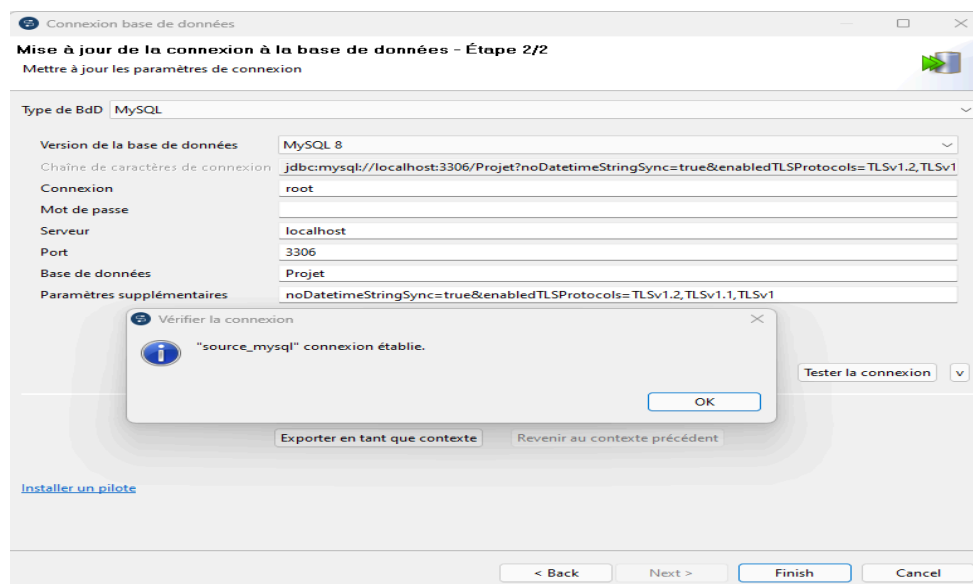 Connexion base de données
Mise à jour de la connexion à la base de données - Étape 2/2
Mettre à jour les paramètres de connexion
Type de BdD MySQL
Version de la base de données MySQL 8
Chaîne de caractères de connexion jdbc:mysql://localhost:3306/Projet?noDatetimeStringSync=true&enabledTLSProtocols=TLSv1.2,TLSv1
Connexion root
Mot de passe
Serveur localhost
Port 3306
Base de données Projet
Paramètres supplémentaires noDatetimeStringSync=true&enabledTLSProtocols=TLSv1.2,TLSv1.1,TLSv1
Vérifier la connexion
"source_mysql" connexion établie.
Tester la connexion v
OK
Exporter en tant que contexte Revenir au contexte précédent
Installer un pilote
< Back Next > Finish Cancel